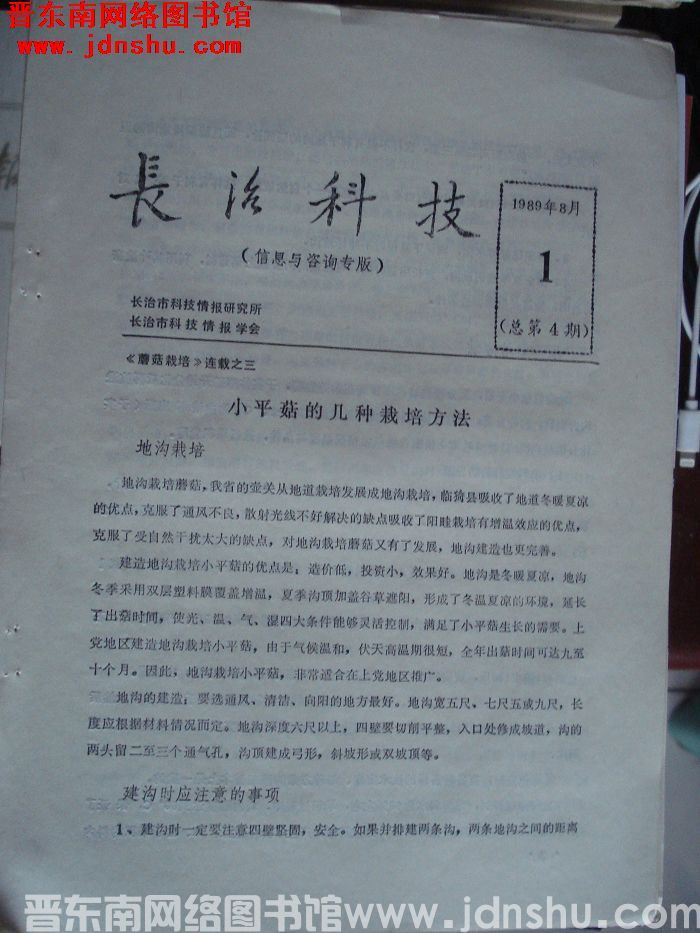 晋东南网络图书馆
www.jdnshu.com
長治科技
(信息与咨询专版)
1989年8月
1
(总第4期)
长治市科技情报研究所
长治市科技情报学会
《蘑菇栽培》连载之三
小平菇的几种栽培方法
地沟栽培
地沟栽培蘑菇，我省的壶关从地道栽培发展成地沟栽培，临猗县吸收了地道冬暖夏凉
的优点，克服了通风不良，散射光线不好解决的缺点吸收了阳畦栽培有增温效应的优点，
克服了受自然干扰太大的缺点，对地沟栽培蘑菇又有了发展，地沟建造也更完善。
建造地沟栽培小平菇的优点是：造价低，投资小，效果好。地沟是冬暖夏凉，地沟
冬季采用双层塑料膜覆盖增温，夏季沟顶加盖谷草遮阳，形成了冬温夏凉的环境，延长
了出菇时间，使光、温、气、湿四大条件能够灵活控制，满足了小平菇生长的需要。上
党地区建造地沟栽培小平菇，由于气候温和，伏天高温期很短，全年出菇时间可达九至
十个月。因此，地沟栽培小平菇，非常适合在上党地区推广。
地沟的建造：要选通风、清洁、向阳的地方最好。地沟宽五尺、七尺五或九尺，长
度应根据材料情况而定。地沟深度六尺以上，四壁要切削平整，入口处修成坡道，沟的
两头留二至三个通气孔，沟顶建成弓形，斜坡形或双坡顶等。
建沟时应注意的事项
1、建沟时一定要注意四壁坚固，安全。如果并排建两条沟，两条地沟之间的距离
晋东南网络图书馆 www.jdnshu.com